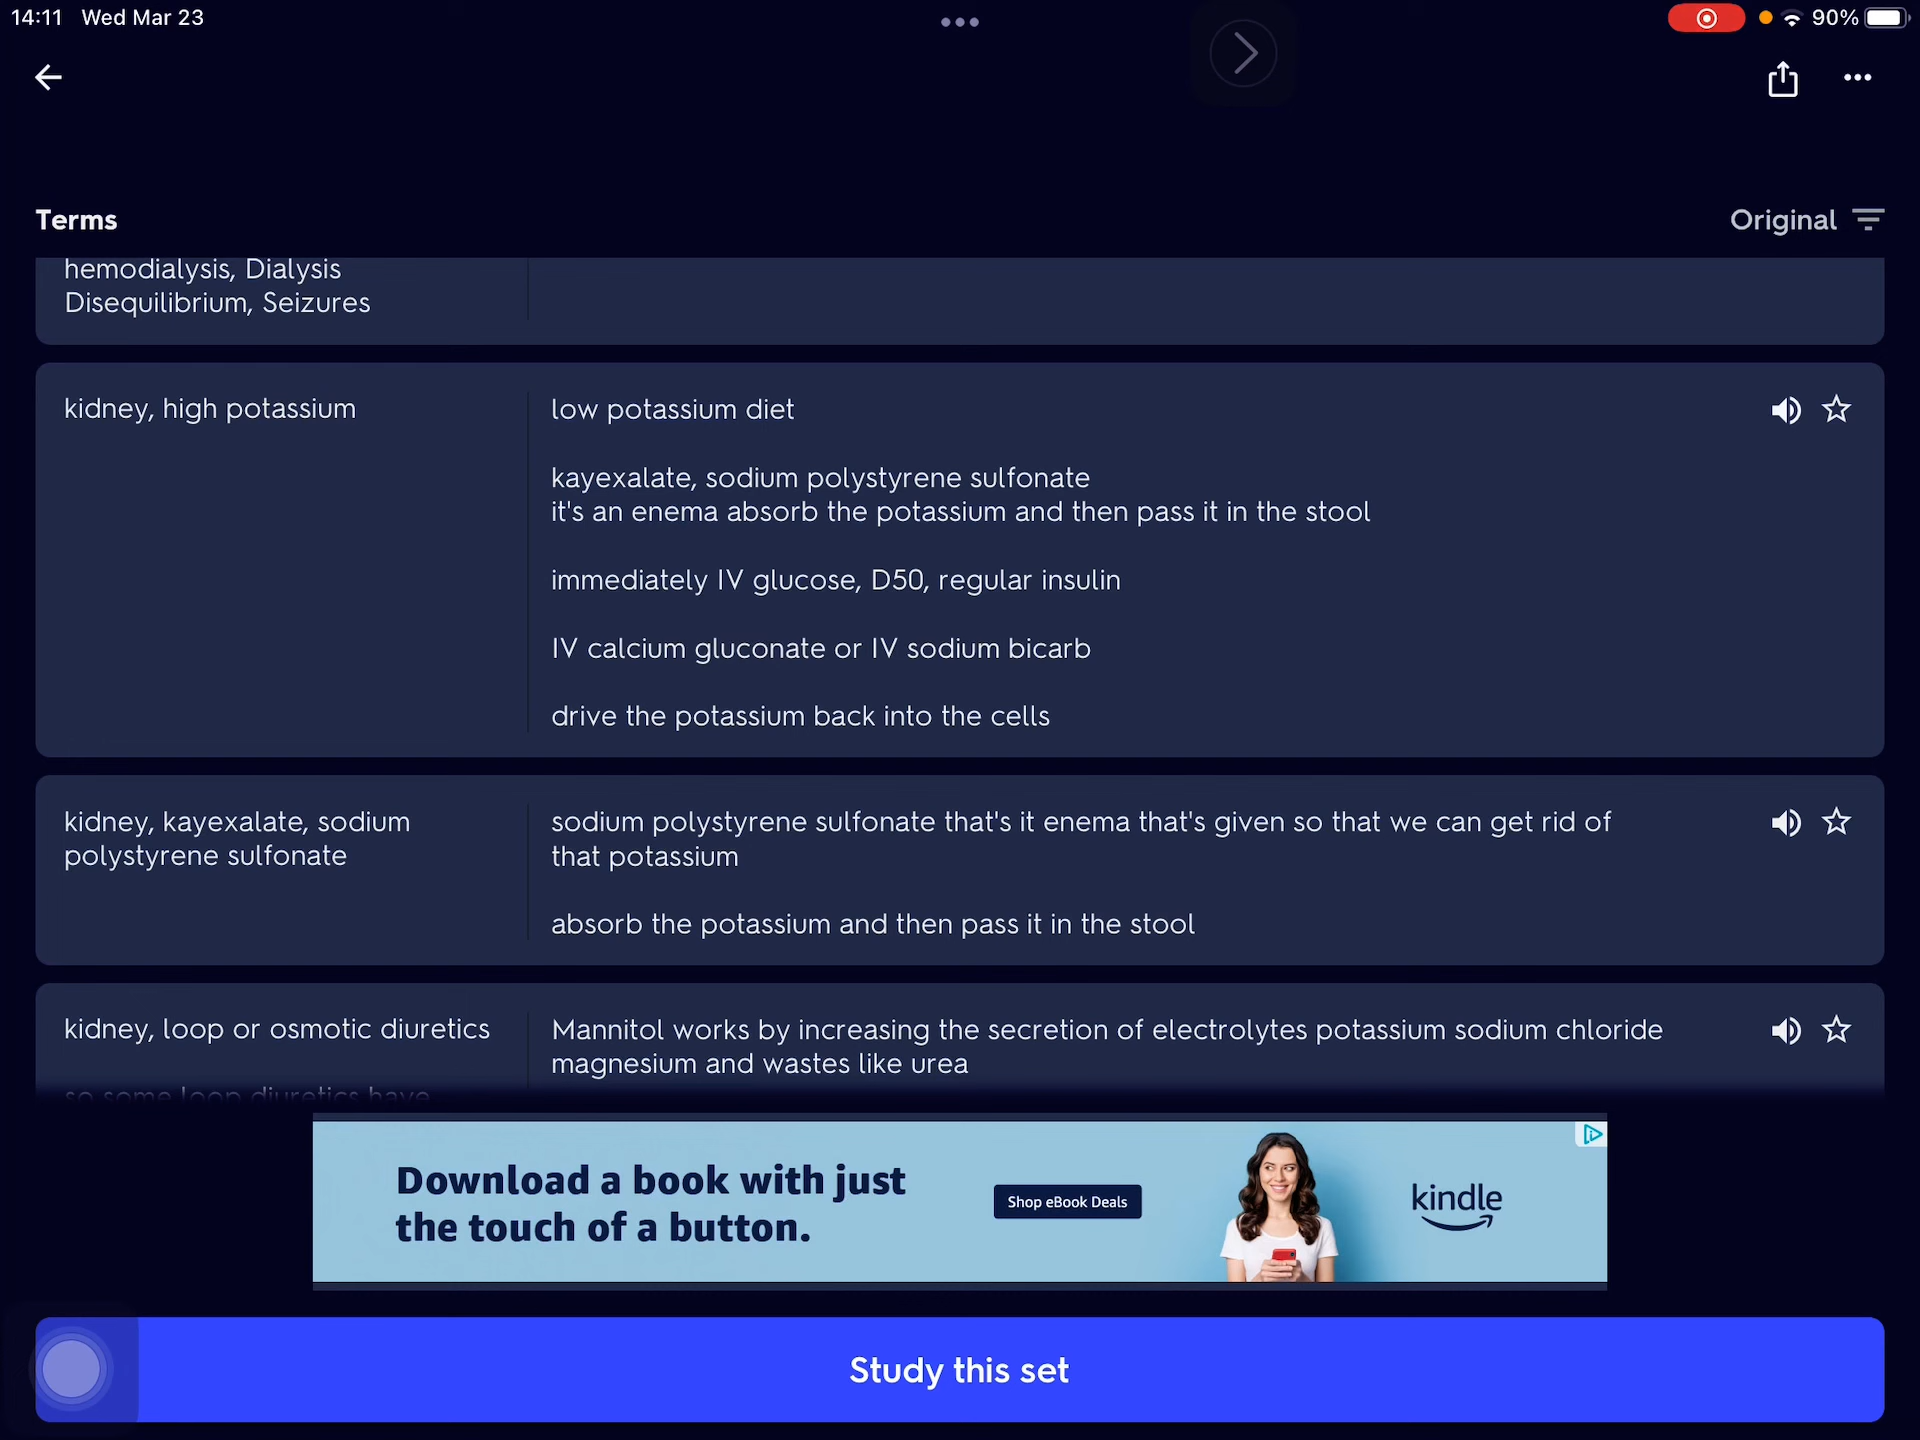 14:11 Wed Mar 23
90%
Terms
Original
hemodialysis, Dialysis
Disequilibrium, Seizures
kidney, high potassium
low potassium diet
kayexalate, sodium polystyrene sulfonate
it's an enema absorb the potassium and then pass it in the stool
immediately IV glucose, D50, regular insulin
IV calcium gluconate or IV sodium bicarb
drive the potassium back into the cells
kidney, kayexalate, sodium
polystyrene sulfonate
sodium polystyrene sulfonate that's it enema that's given so that we can get rid of
that potassium
absorb the potassium and then pass it in the stool
kidney, loop or osmotic diuretics
so some loop diuretics have
Mannitol works by increasing the secretion of electrolytes potassium sodium chloride
magnesium and wastes like urea
Download a book with just
the touch of a button.
Shop eBook Deals
kindle
Study this set